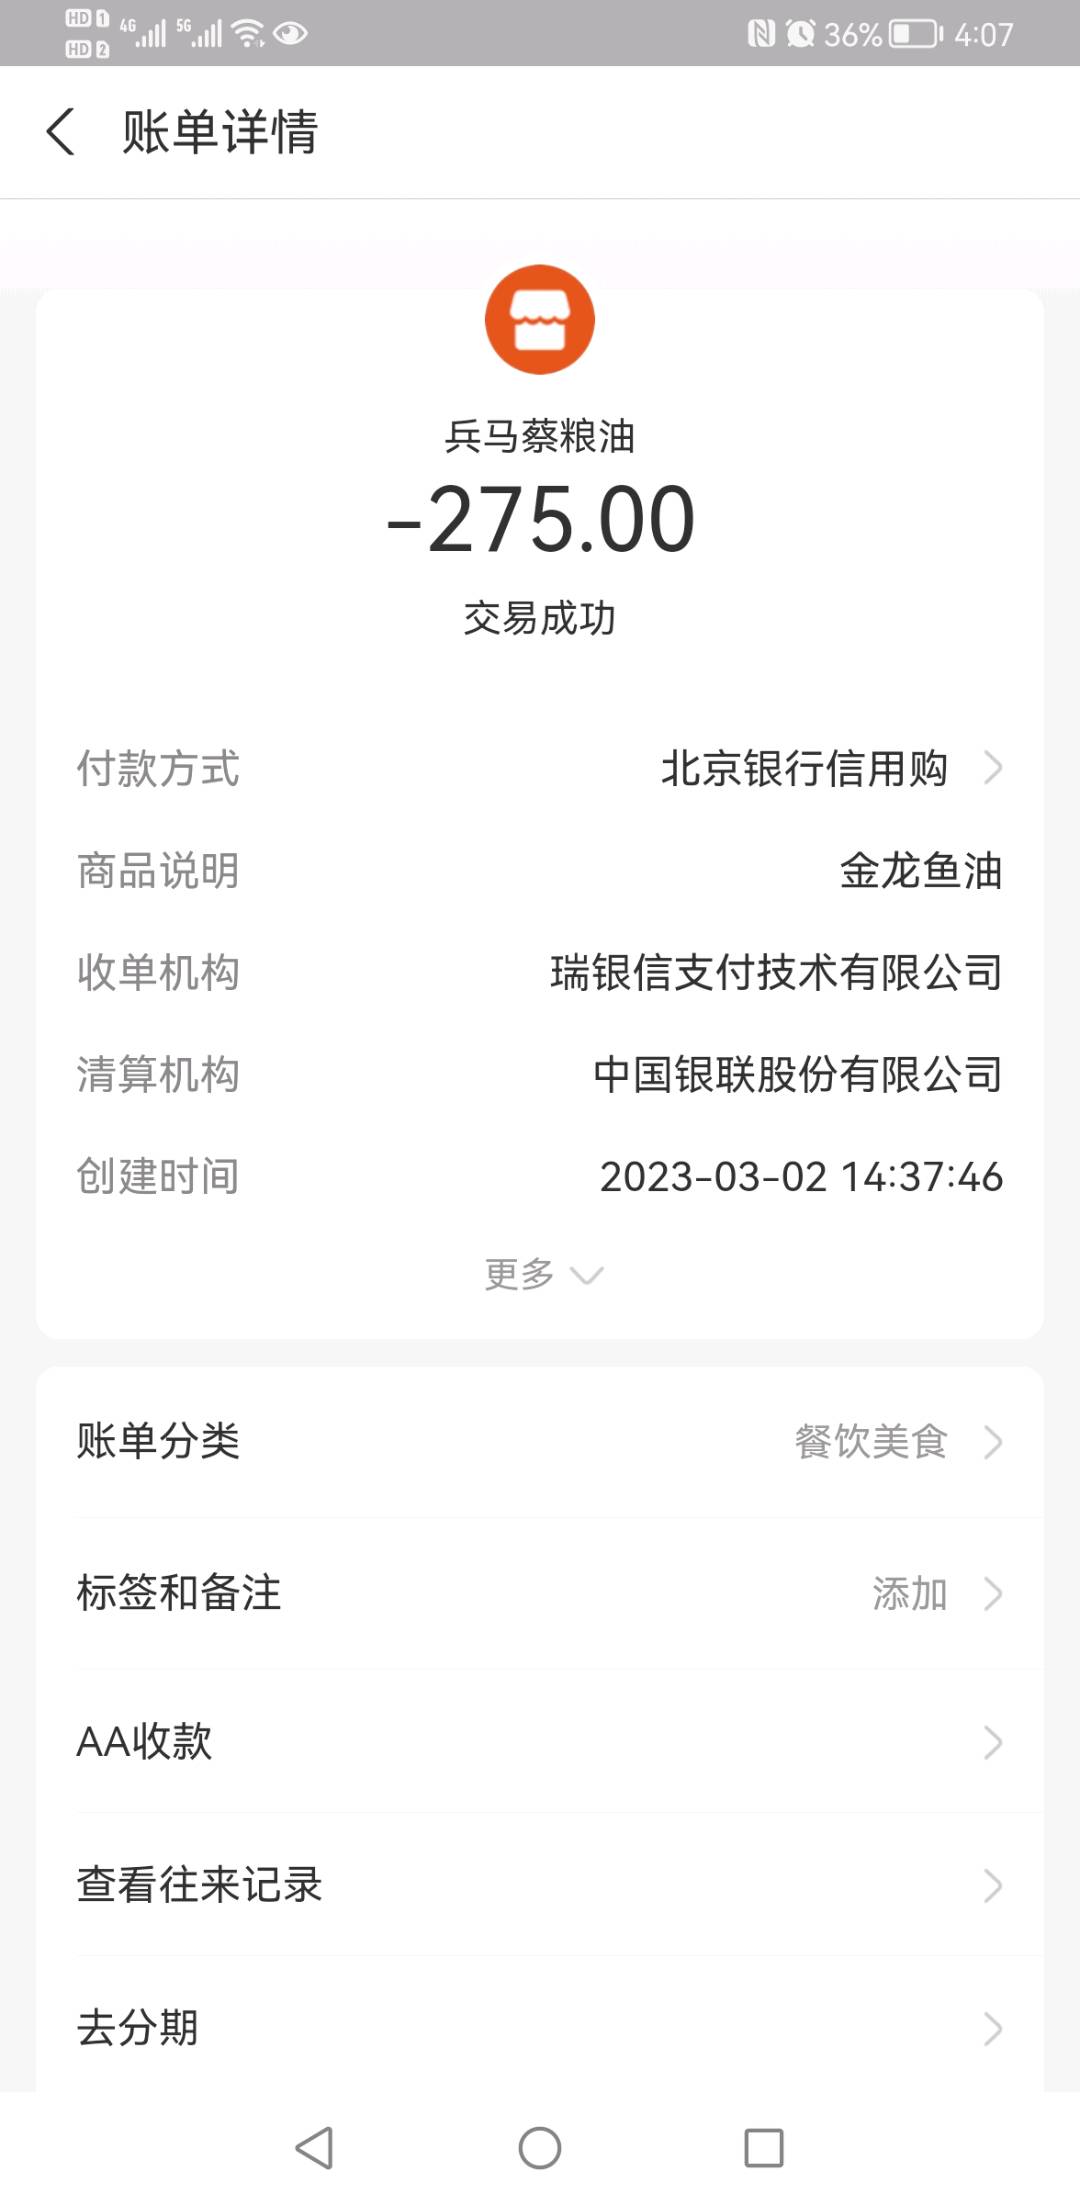 HD 1 4G 5G 36% 4:07
HD 2
账单详情
兵马蔡粮油
-275.00
交易成功
付款方式 北京银行信用购
商品说明 金龙鱼油
收单机构 瑞银信支付技术有限公司
清算机构 中国银联股份有限公司
创建时间 2023-03-02 14:37:46
更多
账单分类 餐饮美食
标签和备注 添加
AA收款
查看往来记录
去分期